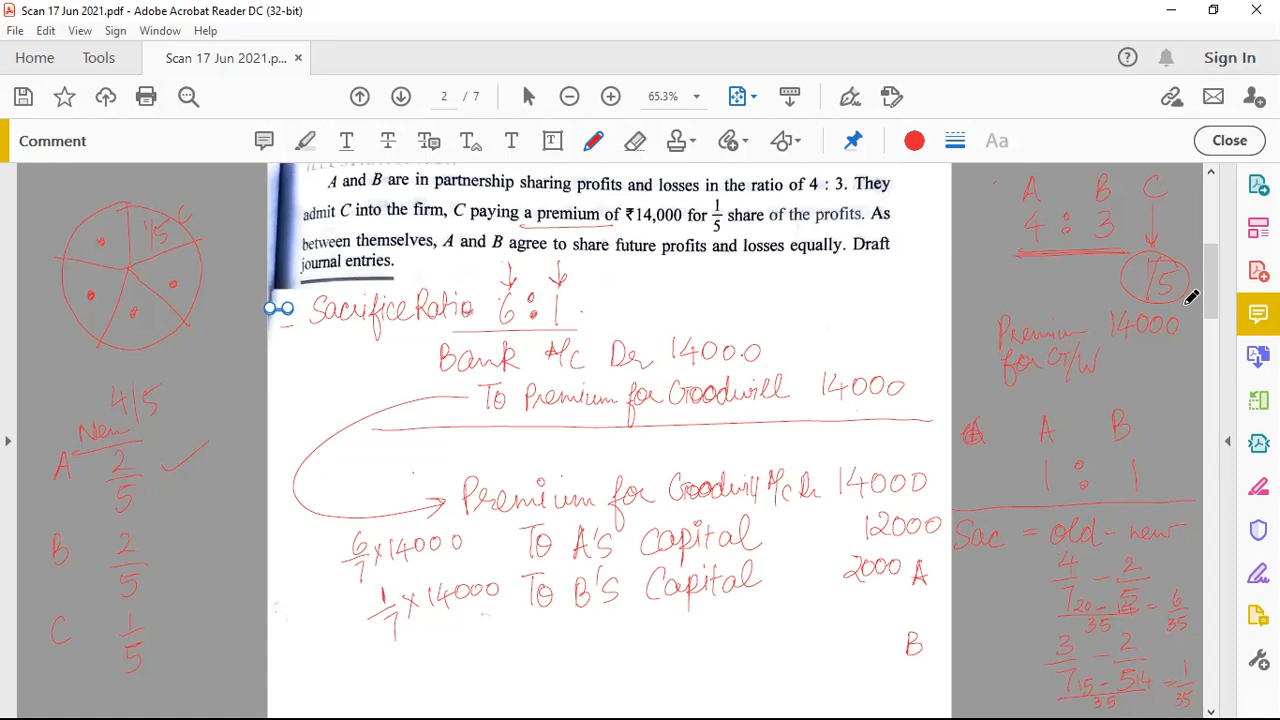 Scan 17 Jun 2021.pdf - Adobe Acrobat Reader DC (32-bit)
File Edit View Sign Window Help
Home Tools Scan 17 Jun 2021.p... × Sign In
2 / 7 65.3%
Comment Close
A and B are in partnership sharing profits and losses in the ratio of 4 : 3. They
admit C into the firm, C paying a premium of ₹14,000 for 1/5 share of the profits. As
between themselves, A and B agree to share future profits and losses equally. Draft
journal entries.
Sacrifice Ratio 6 : 1
Bank A/c Dr 14000
To Premium for Goodwill 14000
Premium for Goodwill A/c Dr 14000
6/7 x 14000 To A's Capital 12000
1/7 x 14000 To B's Capital 2000
A
B
1/5 C
4/5
New
A 2/5
B 2/5
C 1/5
A B C
4 : 3
1/5
Premium 14000
for G/W
A B
1 : 1
Sac = old - new
4/7 - 2/5
= 6/35
3/7 - 2/5
15 - 14 / 35 = 1/35